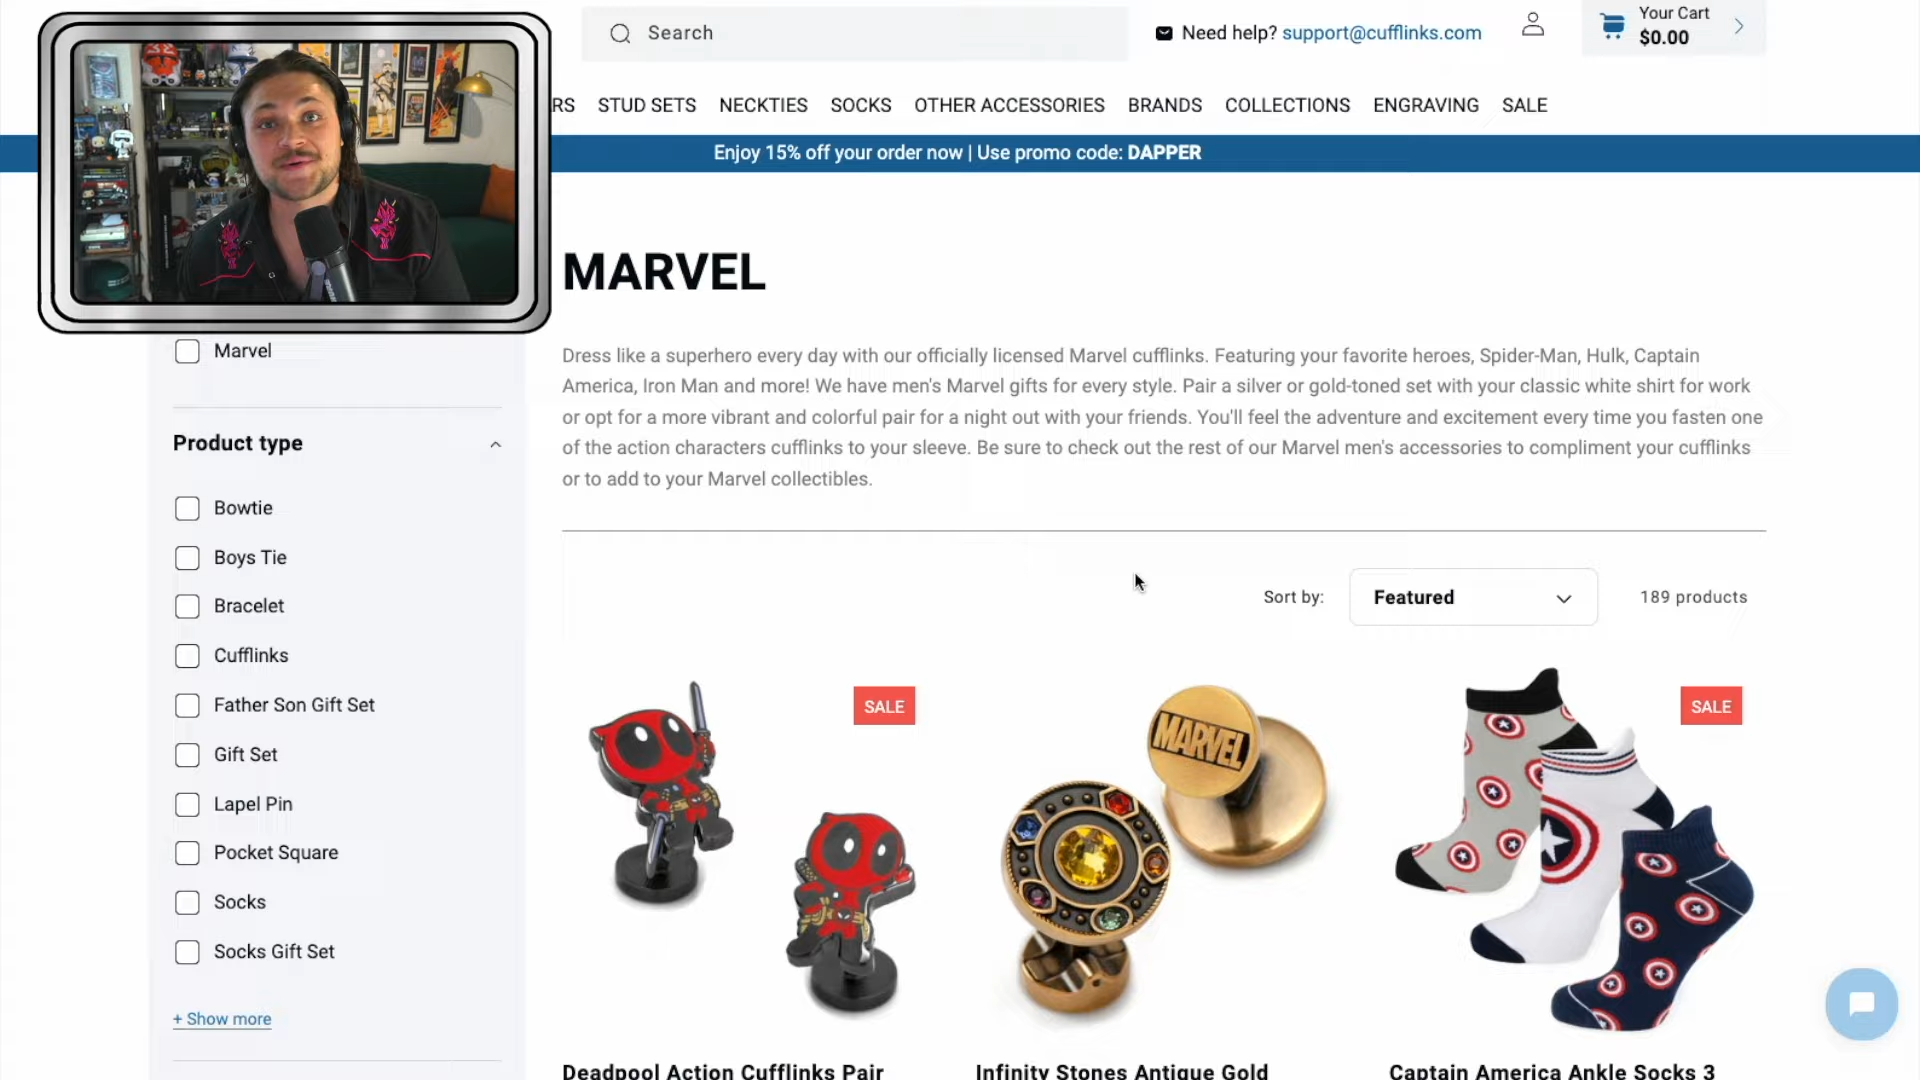 Search
Need help? support@cufflinks.com
Your Cart
$0.00
RS STUD SETS NECKTIES SOCKS OTHER ACCESSORIES BRANDS COLLECTIONS ENGRAVING SALE
Enjoy 15% off your order now | Use promo code: DAPPER
MARVEL
Dress like a superhero every day with our officially licensed Marvel cufflinks. Featuring your favorite heroes, Spider-Man, Hulk, Captain
America, Iron Man and more! We have men's Marvel gifts for every style. Pair a silver or gold-toned set with your classic white shirt for work
or opt for a more vibrant and colorful pair for a night out with your friends. You'll feel the adventure and excitement every time you fasten one
of the action characters cufflinks to your sleeve. Be sure to check out the rest of our Marvel men's accessories to compliment your cufflinks
or to add to your Marvel collectibles.
Marvel
Product type
Bowtie
Boys Tie
Bracelet
Cufflinks
Father Son Gift Set
Gift Set
Lapel Pin
Pocket Square
Socks
Socks Gift Set
+ Show more
Sort by: Featured 189 products
SALE
MARVEL
SALE
Deadpool Action Cufflinks Pair
Infinity Stones Antique Gold
Captain America Ankle Socks 3